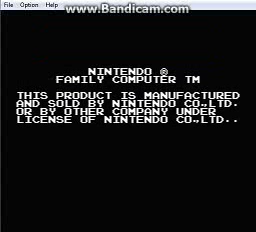 www.Bandicam.com
File Option Help
NINTENDO ®
FAMILY COMPUTER TM
THIS PRODUCT IS MANUFACTURED
AND SOLD BY NINTENDO CO.,LTD.
OR BY OTHER COMPANY UNDER
LICENSE OF NINTENDO CO.,LTD..